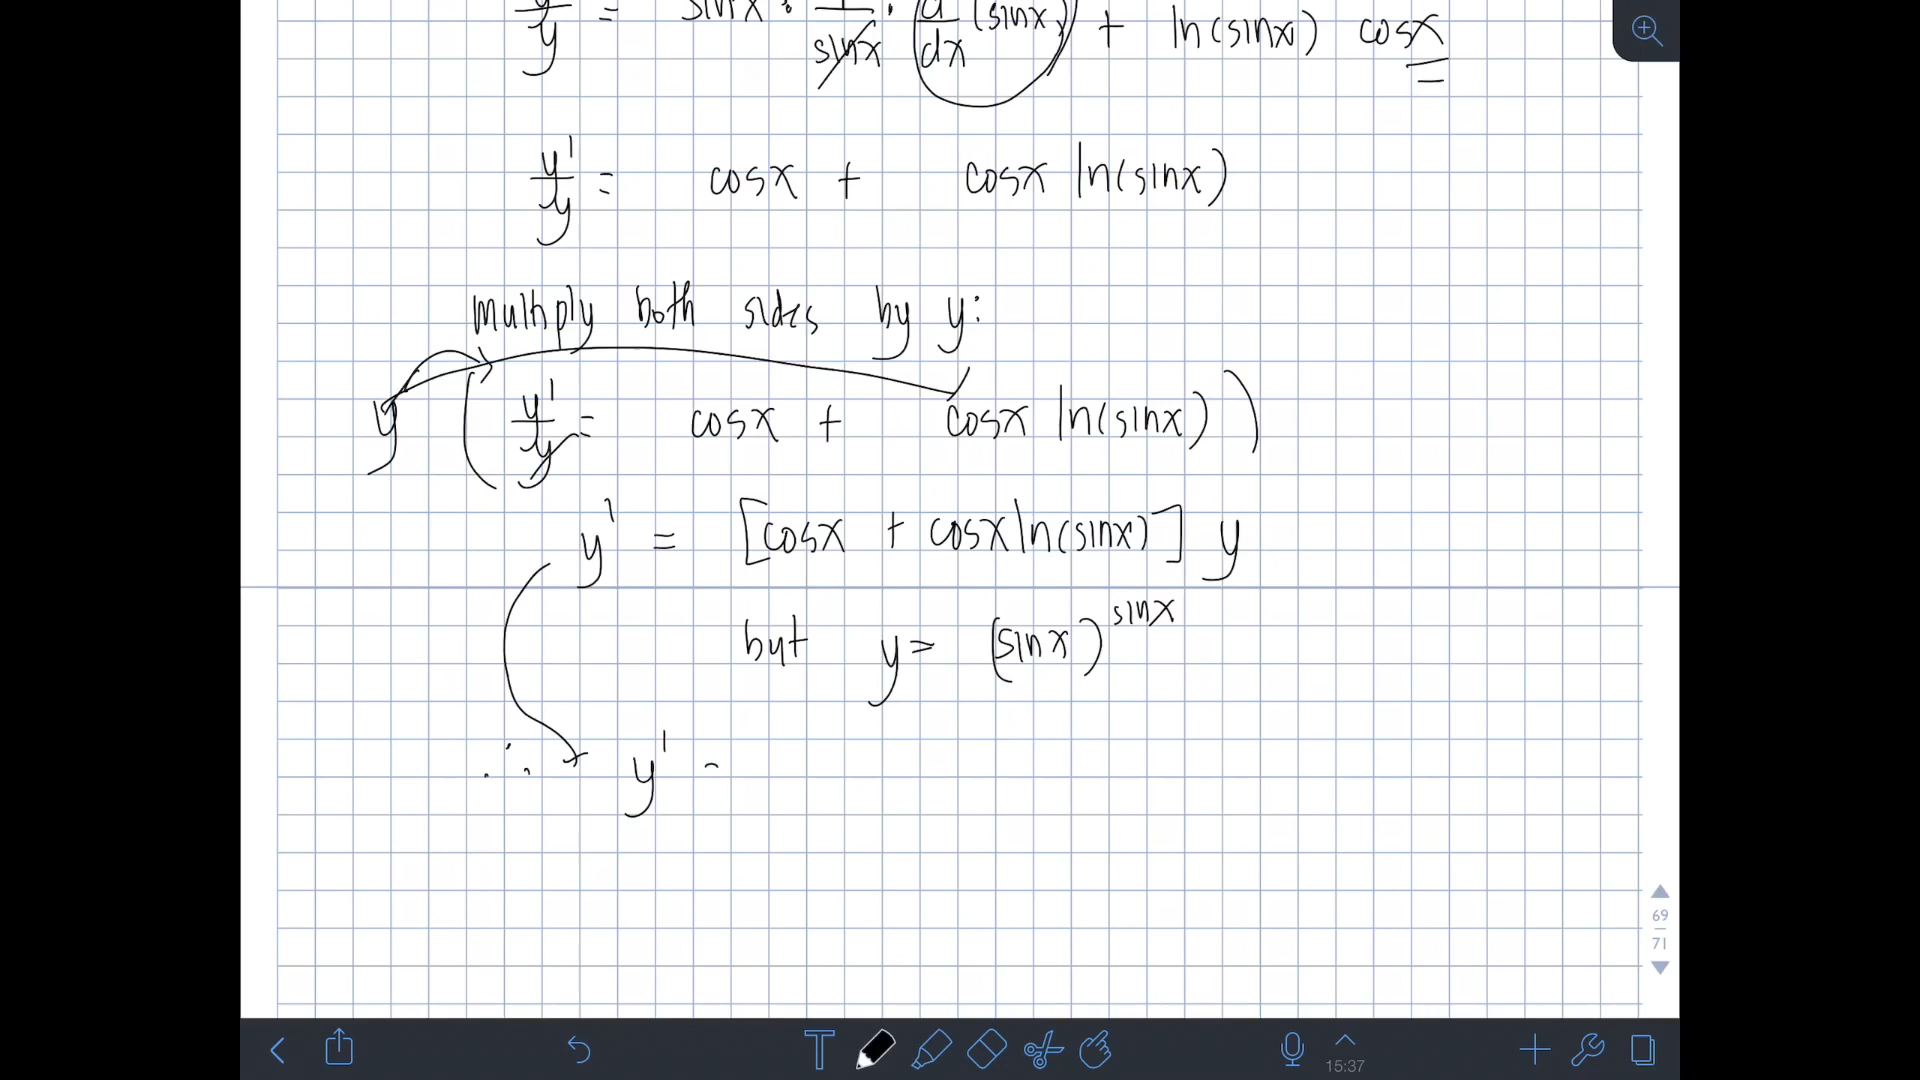 y'/y = sinx · 1/sinx · d/dx (sinx) + ln(sinx) cosx
y'/y = cosx + cosx ln(sinx)
multiply both sides by y:
y ( y'/y = cosx + cosx ln(sinx) )
y' = [cosx + cosx ln(sinx)] y
but y = (sinx)^sinx
∴ y' -
69
71
T
15:37